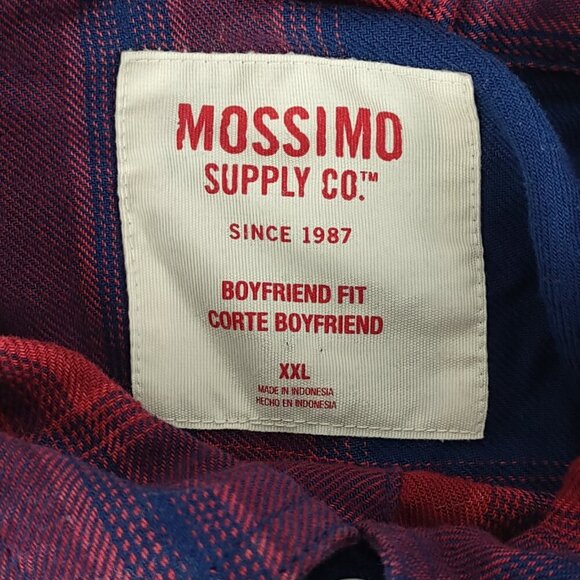 MOSSIMO
SUPPLY CO.™
SINCE 1987
BOYFRIEND FIT
CORTE BOYFRIEND
XXL
MADE IN INDONESIA
HECHO EN INDONESIA